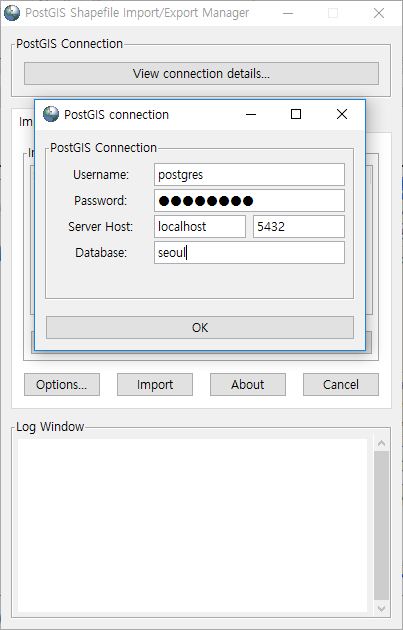 PostGIS Shapefile Import/Export Manager
PostGIS Connection
View connection details...
Im
PostGIS connection
In
PostGIS Connection
Username: postgres
Password: ●●●●●●●●
Server Host: localhost 5432
Database: seoul
OK
Options... Import About Cancel
Log Window